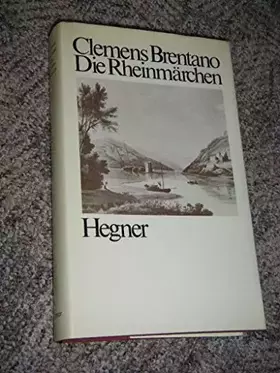 Clemens Brentano
Die Rheinmärchen
Hegner